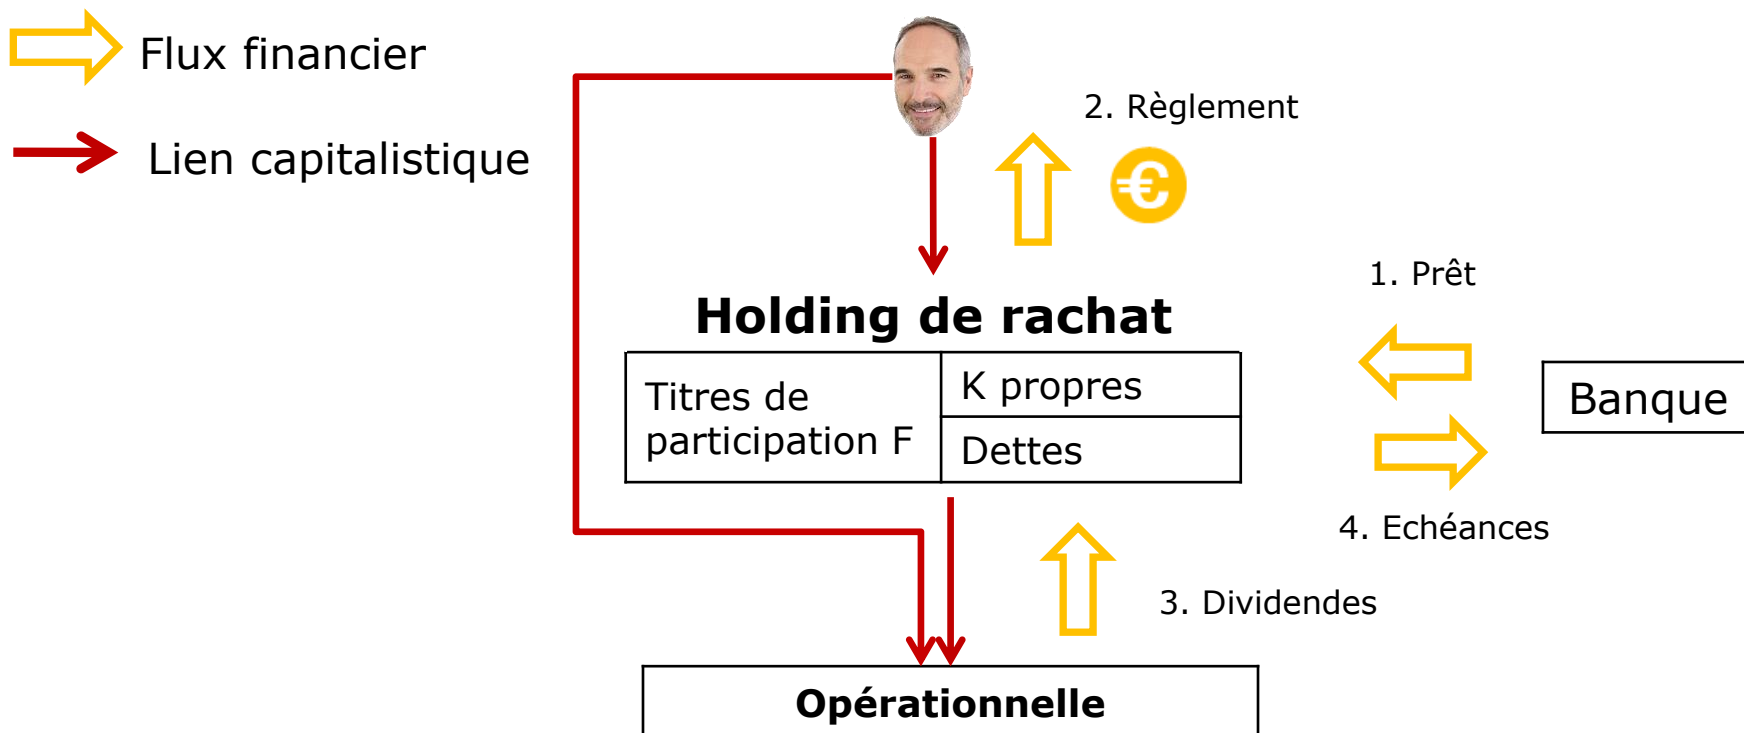 Flux financier
Lien capitalistique
2. Règlement
€
1. Prêt
Holding de rachat
Titres de
participation F
K propres
Dettes
Banque
4. Echéances
3. Dividendes
Opérationnelle